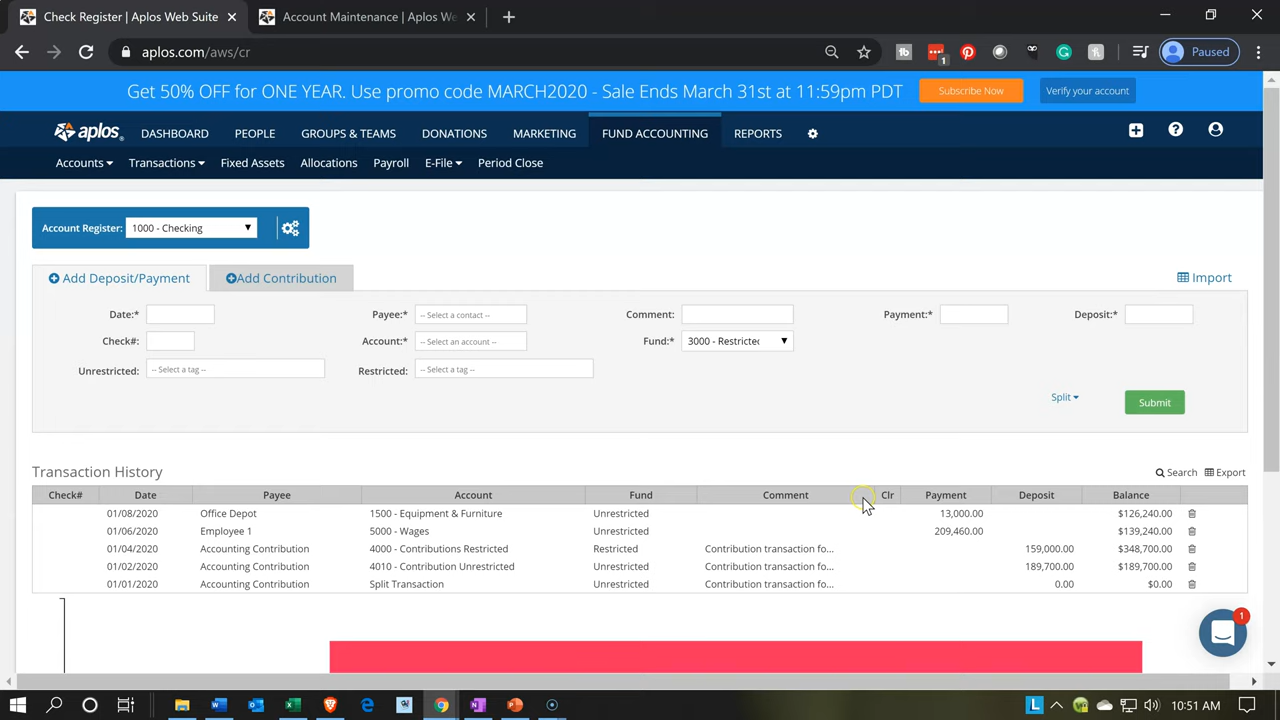 Check Register | Aplos Web Suite
Account Maintenance | Aplos We
aplos.com/aws/cr
1
Paused
Get 50% OFF for ONE YEAR. Use promo code MARCH2020 - Sale Ends March 31st at 11:59pm PDT
Subscribe Now
Verify your account
aplos
DASHBOARD PEOPLE GROUPS & TEAMS DONATIONS MARKETING FUND ACCOUNTING REPORTS
Accounts Transactions Fixed Assets Allocations Payroll E-File Period Close
Account Register: 1000 - Checking
Add Deposit/Payment Add Contribution Import
Date:* Payee:* -- Select a contact -- Comment: Payment:* Deposit:*
Check#: Account:* -- Select an account -- Fund:* 3000 - Restricted
Unrestricted: -- Select a tag -- Restricted: -- Select a tag --
Split Submit
Transaction History Search Export
Check# Date Payee Account Fund Comment Clr Payment Deposit Balance
01/08/2020 Office Depot 1500 - Equipment & Furniture Unrestricted 13,000.00 $126,240.00
01/06/2020 Employee 1 5000 - Wages Unrestricted 209,460.00 $139,240.00
01/04/2020 Accounting Contribution 4000 - Contributions Restricted Restricted Contribution transaction fo... 159,000.00 $348,700.00
01/02/2020 Accounting Contribution 4010 - Contribution Unrestricted Unrestricted Contribution transaction fo... 189,700.00 $189,700.00
01/01/2020 Accounting Contribution Split Transaction Unrestricted Contribution transaction fo... 0.00 $0.00
1
10:51 AM